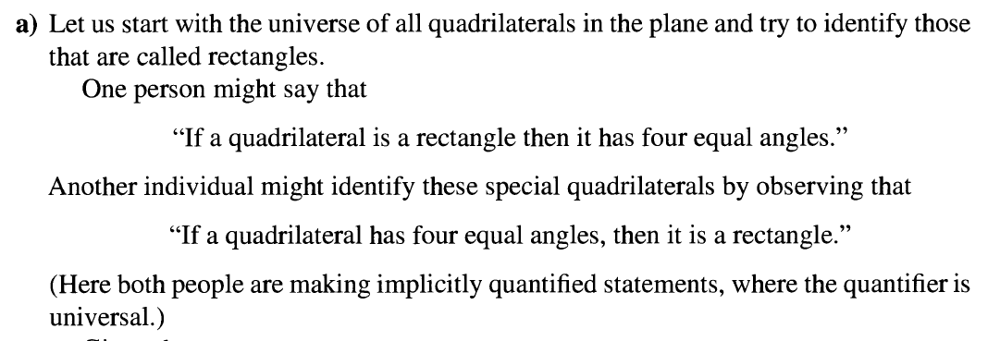 a) Let us start with the universe of all quadrilaterals in the plane and try to identify those
that are called rectangles.
One person might say that
“If a quadrilateral is a rectangle then it has four equal angles.”
Another individual might identify these special quadrilaterals by observing that
“If a quadrilateral has four equal angles, then it is a rectangle.”
(Here both people are making implicitly quantified statements, where the quantifier is
universal.)